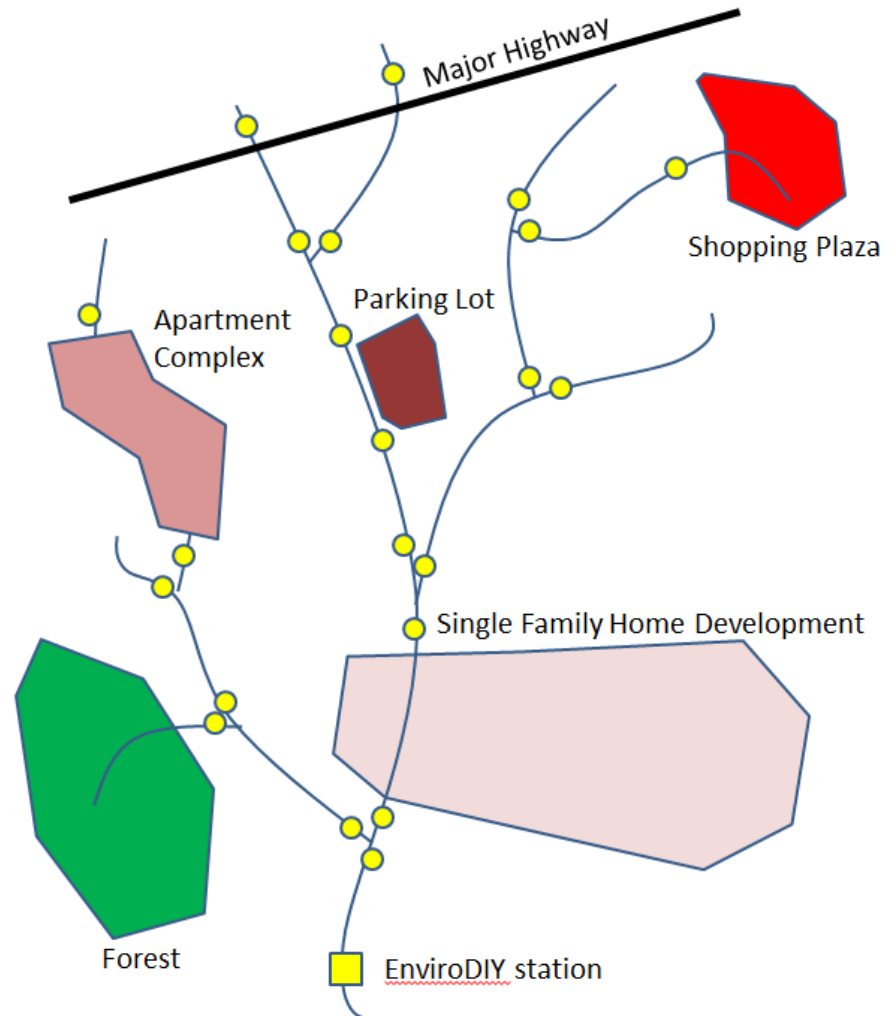 Major Highway
Shopping Plaza
Parking Lot
Apartment
Complex
Single Family Home Development
Forest
EnviroDIY station